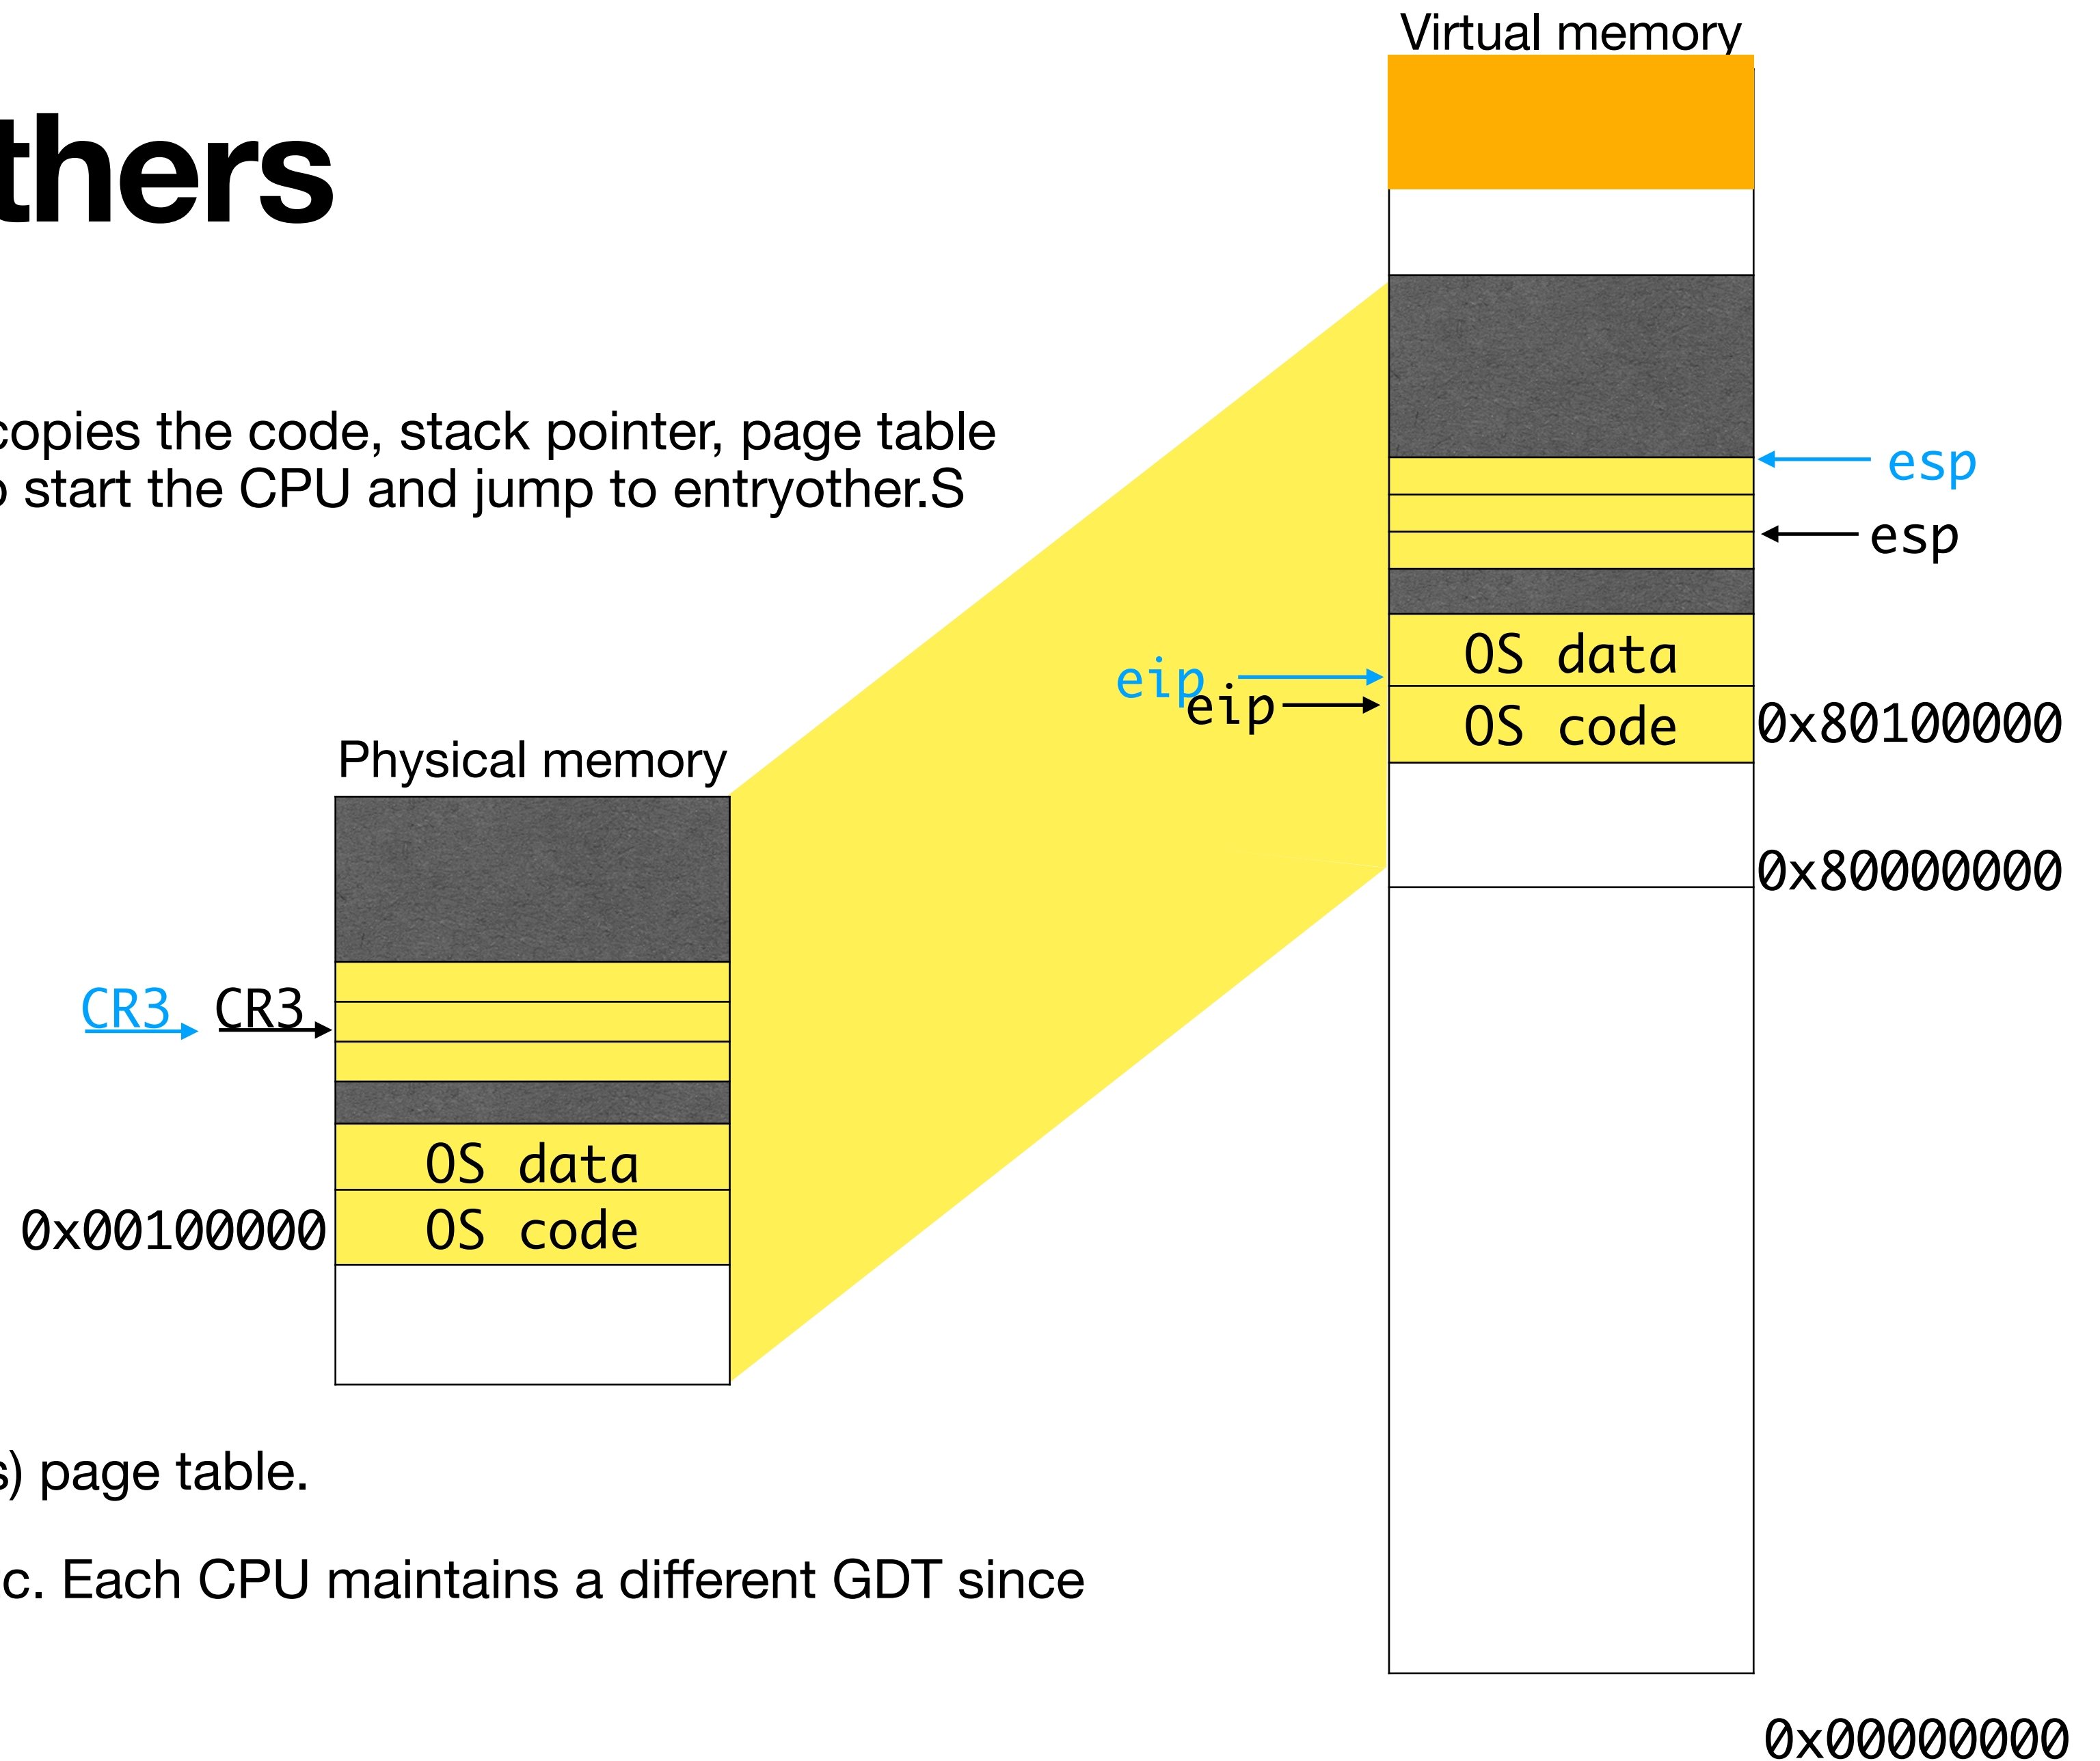 Virtual memory
thers
copies the code, stack pointer, page table
start the CPU and jump to entryother.S
esp
esp
eip
eip
OS data
OS code
0x80100000
Physical memory
0x80000000
CR3 CR3
OS data
0x00100000
OS code
) page table.
c. Each CPU maintains a different GDT since
0x00000000